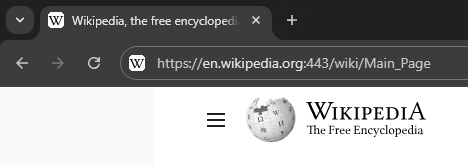 Wikipedia, the free encyclopedi
https://en.wikipedia.org:443/wiki/Main_Page
WIKIPEDIA
The Free Encyclopedia